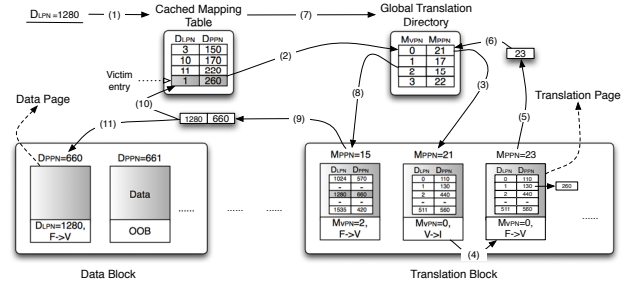 DLPN=1280
(1)
Cached Mapping
Table
(7)
Global Translation
Directory
DLPN DPPN
3 150
10 170
11 220
1 260
Victim
entry
(2)
MVPN MPPN
0 21
1 17
2 15
3 22
(6)
23
(3)
(8)
(5)
Translation Page
Data Page
(10)
1280 660
(9)
(11)
DPPN=660
DPPN=661
Data
DLPN=1280,
F->V
OOB
...... ...... ......
Data Block
MPPN=15
DLPN DPPN
1024 570
- -
1280 660
- -
1535 420
MVPN=2,
F->V
MPPN=21
DLPN DPPN
0 110
1 130
2 440
- -
511 560
MVPN=0,
V->I
MPPN=23
DLPN DPPN
0 110
1 130
2 440
- -
511 560
260
MVPN=0,
F->V
......
(4)
Translation Block